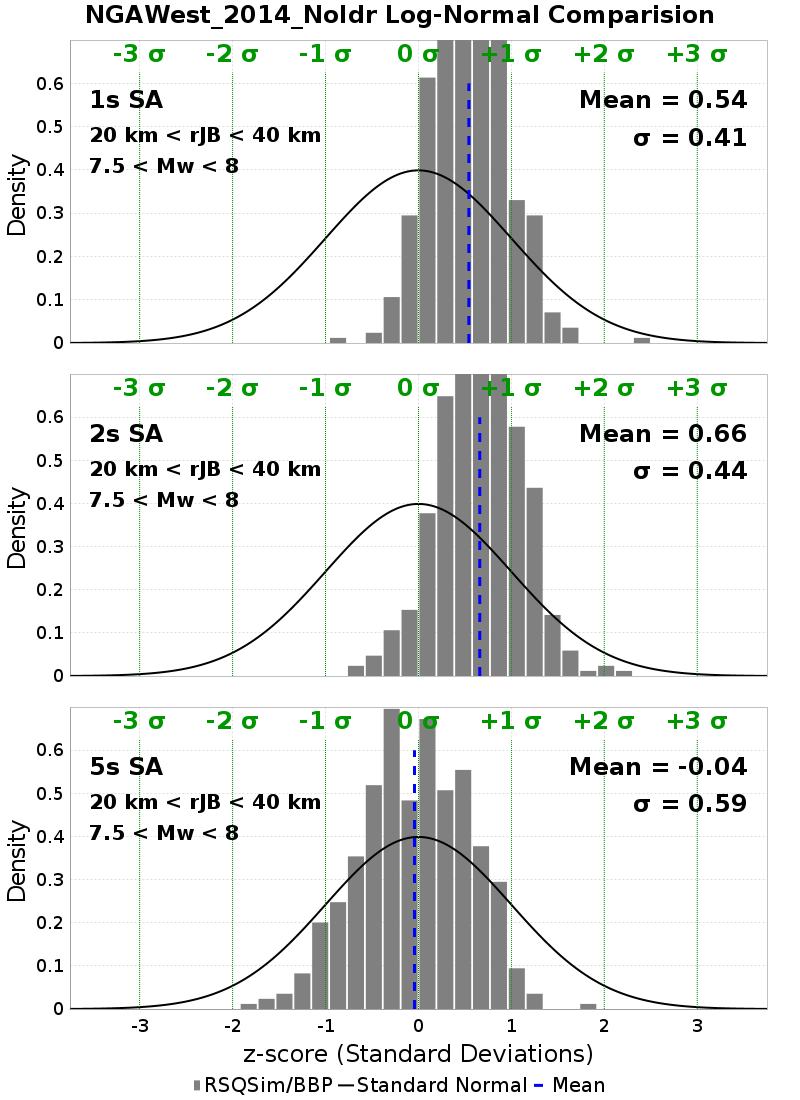 NGAWest_2014_NoIdr Log-Normal Comparision
-3 σ -2 σ -1 σ 0 σ +1 σ +2 σ +3 σ
1s SA
Mean = 0.54
20 km < rJB < 40 km
σ = 0.41
7.5 < Mw < 8
Density
0.6
0.5
0.4
0.3
0.2
0.1
0
-3 σ -2 σ -1 σ 0 σ +1 σ +2 σ +3 σ
2s SA
Mean = 0.66
20 km < rJB < 40 km
σ = 0.44
7.5 < Mw < 8
Density
0.6
0.5
0.4
0.3
0.2
0.1
0
-3 σ -2 σ -1 σ 0 σ +1 σ +2 σ +3 σ
5s SA
Mean = -0.04
20 km < rJB < 40 km
σ = 0.59
7.5 < Mw < 8
Density
0.6
0.5
0.4
0.3
0.2
0.1
0
-3 -2 -1 0 1 2 3
z-score (Standard Deviations)
RSQSim/BBP Standard Normal Mean